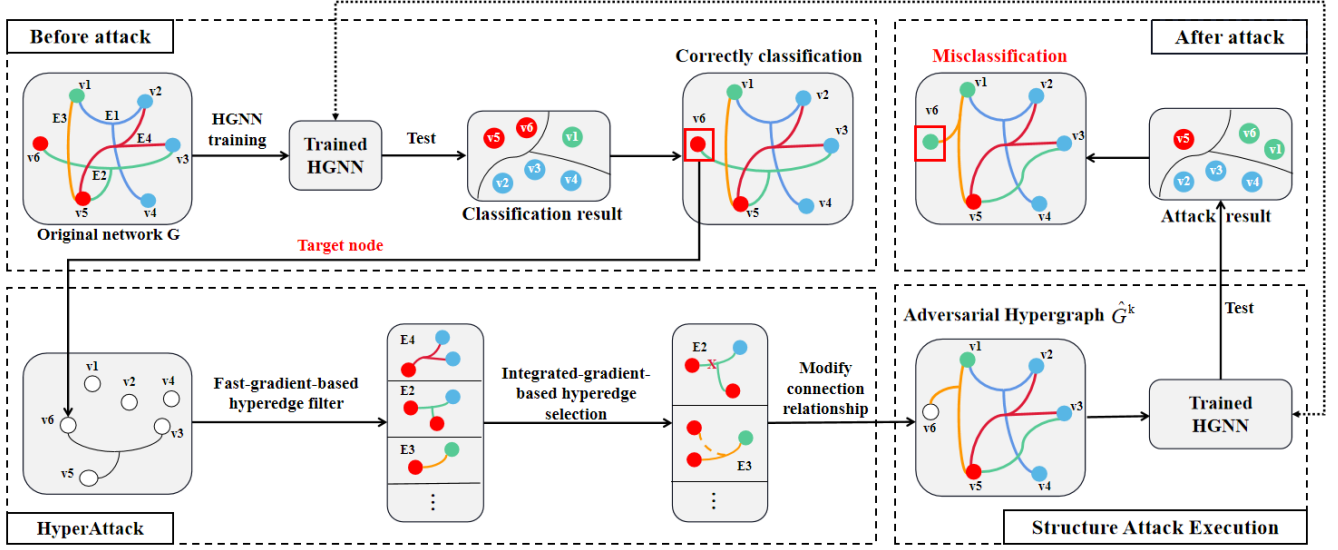 Before attack
v1
v2
E3
E1
E4
v6
v3
E2
v5
v4
Original network G
HGNN
training
Trained
HGNN
Test
v5
v6
v1
v2
v3
v4
Classification result
Correctly classification
v1
v2
v6
v3
v5
v4
Target node
After attack
Misclassification
v1
v6
v2
v3
v5
v4
v5
v6
v1
v2
v3
v4
Attack result
HyperAttack
v1
v2
v4
v6
v3
v5
Fast-gradient-based
hyperedge filter
E4
E2
E3
⋮
Integrated-gradient-
based hyperedge
selection
E2
X
E3
⋮
Modify
connection
relationship
Structure Attack Execution
Adversarial Hypergraph Ĝᵏ
v1
v2
v3
v6
v5
v4
Trained
HGNN
Test